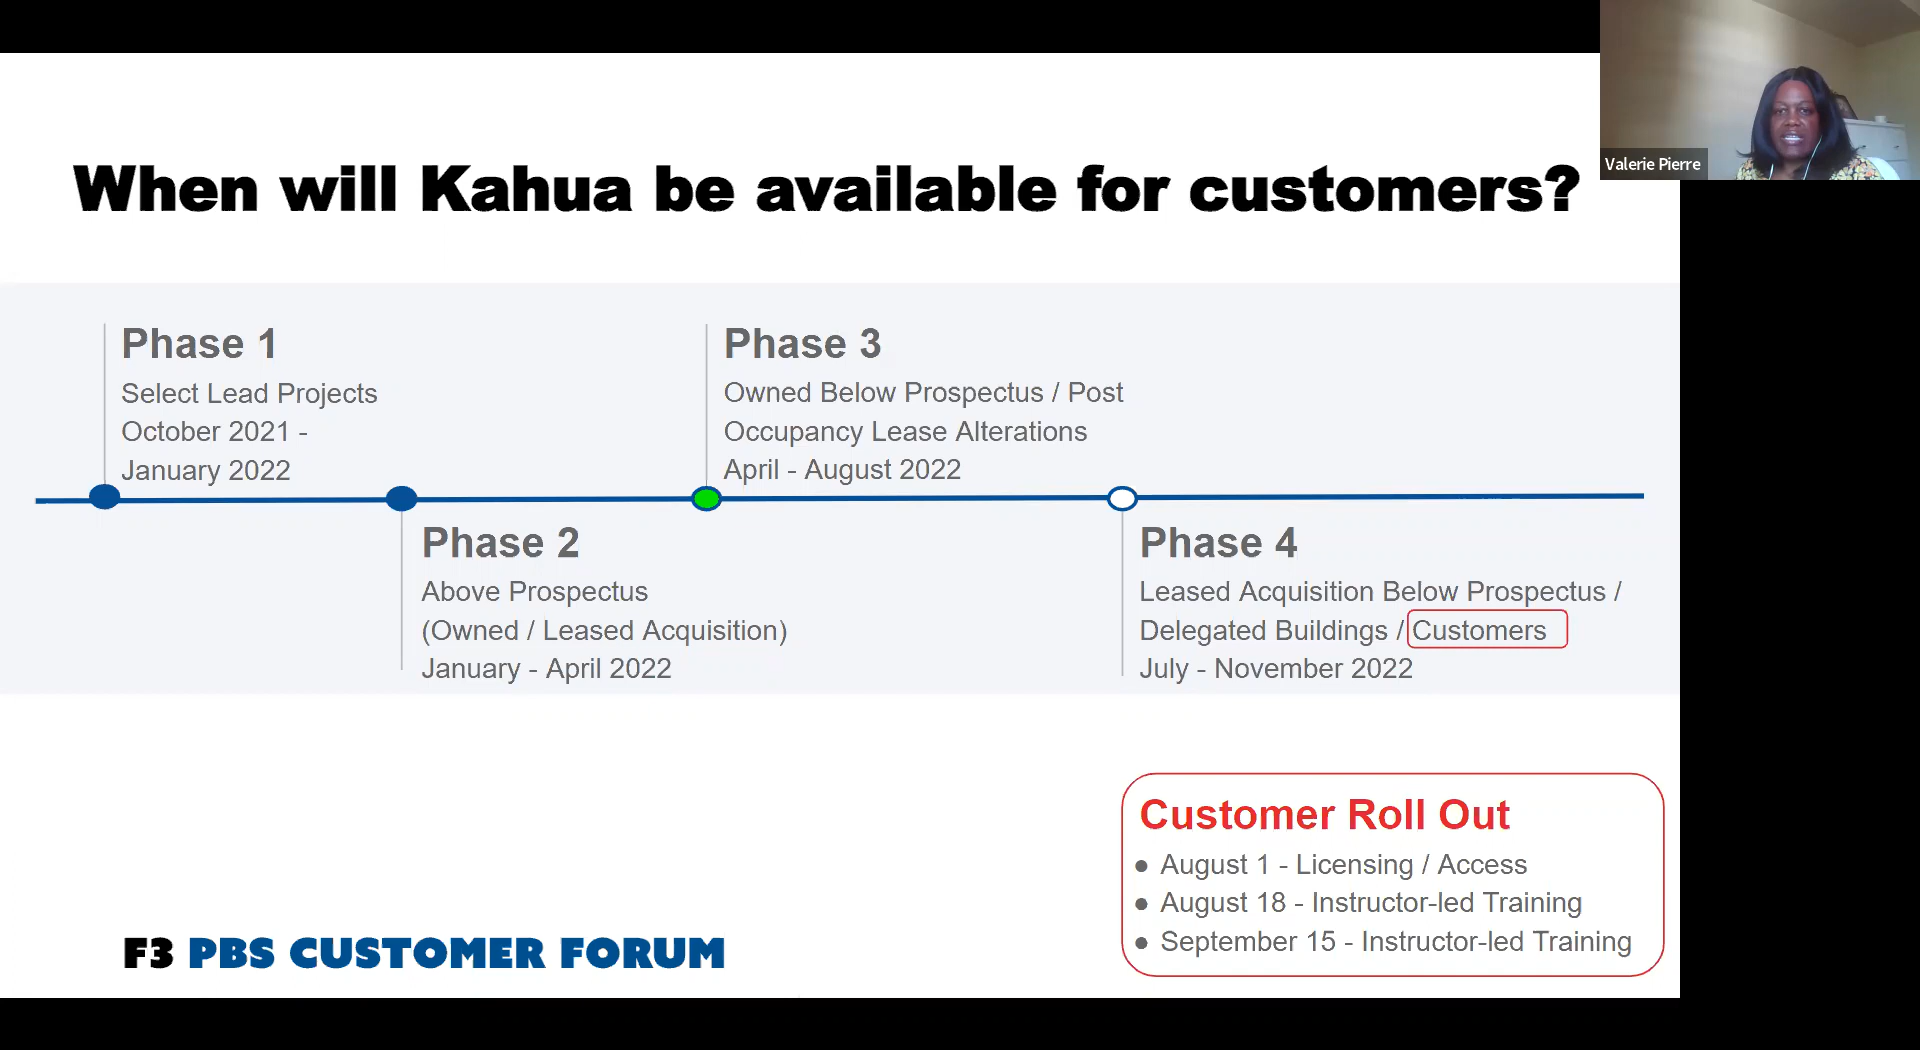 When will Kahua be available for customers?
Valerie Pierre
Phase 1
Select Lead Projects
October 2021 -
January 2022
Phase 3
Owned Below Prospectus / Post
Occupancy Lease Alterations
April - August 2022
Phase 2
Above Prospectus
(Owned / Leased Acquisition)
January - April 2022
Phase 4
Leased Acquisition Below Prospectus /
Delegated Buildings / Customers
July - November 2022
Customer Roll Out
● August 1 - Licensing / Access
● August 18 - Instructor-led Training
● September 15 - Instructor-led Training
F3 PBS CUSTOMER FORUM